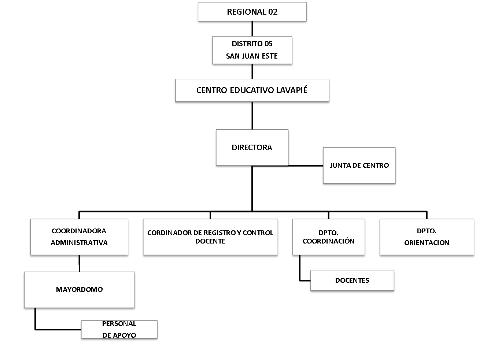 REGIONAL 02
DISTRITO 05
SAN JUAN ESTE
CENTRO EDUCATIVO LAVAPIÉ
DIRECTORA
JUNTA DE CENTRO
COORDINADORA
ADMINISTRATIVA
CORDINADOR DE REGISTRO Y CONTROL
DOCENTE
DPTO.
COORDINACIÓN
DPTO.
ORIENTACION
MAYORDOMO
DOCENTES
PERSONAL
DE APOYO